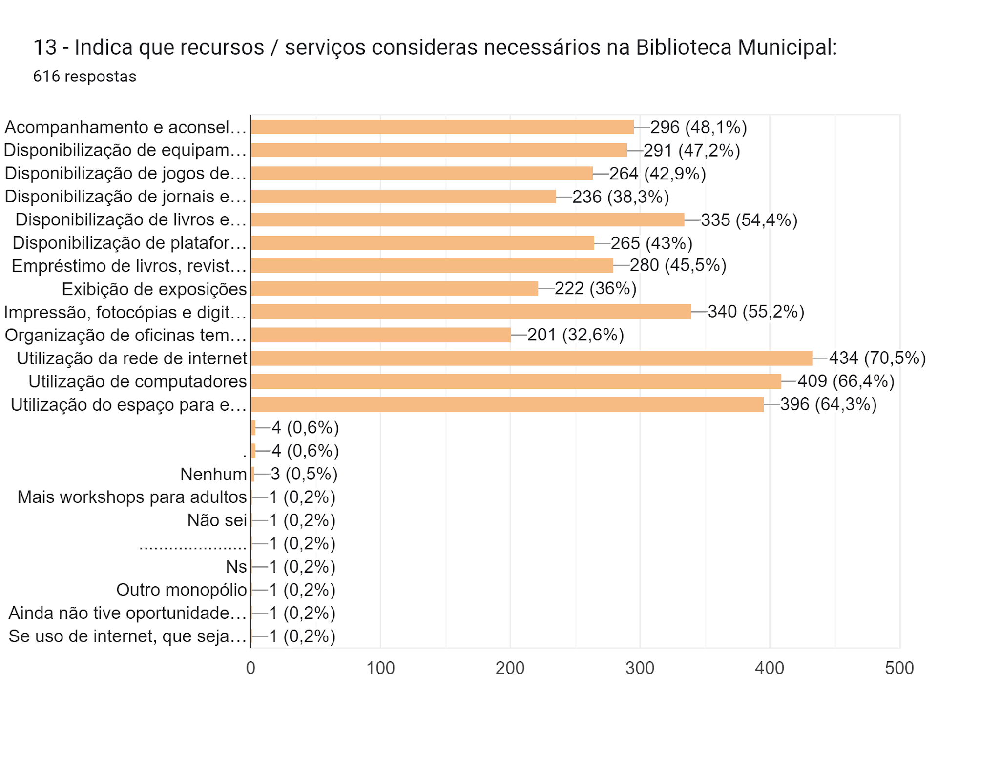 13 - Indica que recursos / serviços consideras necessários na Biblioteca Municipal:
616 respostas
Acompanhamento e aconsel… 296 (48,1%)
Disponibilização de equipam… 291 (47,2%)
Disponibilização de jogos de… 264 (42,9%)
Disponibilização de jornais e… 236 (38,3%)
Disponibilização de livros e… 335 (54,4%)
Disponibilização de platafor… 265 (43%)
Empréstimo de livros, revist… 280 (45,5%)
Exibição de exposições 222 (36%)
Impressão, fotocópias e digit… 340 (55,2%)
Organização de oficinas tem… 201 (32,6%)
Utilização da rede de internet 434 (70,5%)
Utilização de computadores 409 (66,4%)
Utilização do espaço para e… 396 (64,3%)
4 (0,6%)
. 4 (0,6%)
Nenhum 3 (0,5%)
Mais workshops para adultos 1 (0,2%)
Não sei 1 (0,2%)
...................... 1 (0,2%)
Ns 1 (0,2%)
Outro monopólio 1 (0,2%)
Ainda não tive oportunidade… 1 (0,2%)
Se uso de internet, que seja… 1 (0,2%)
0 100 200 300 400 500